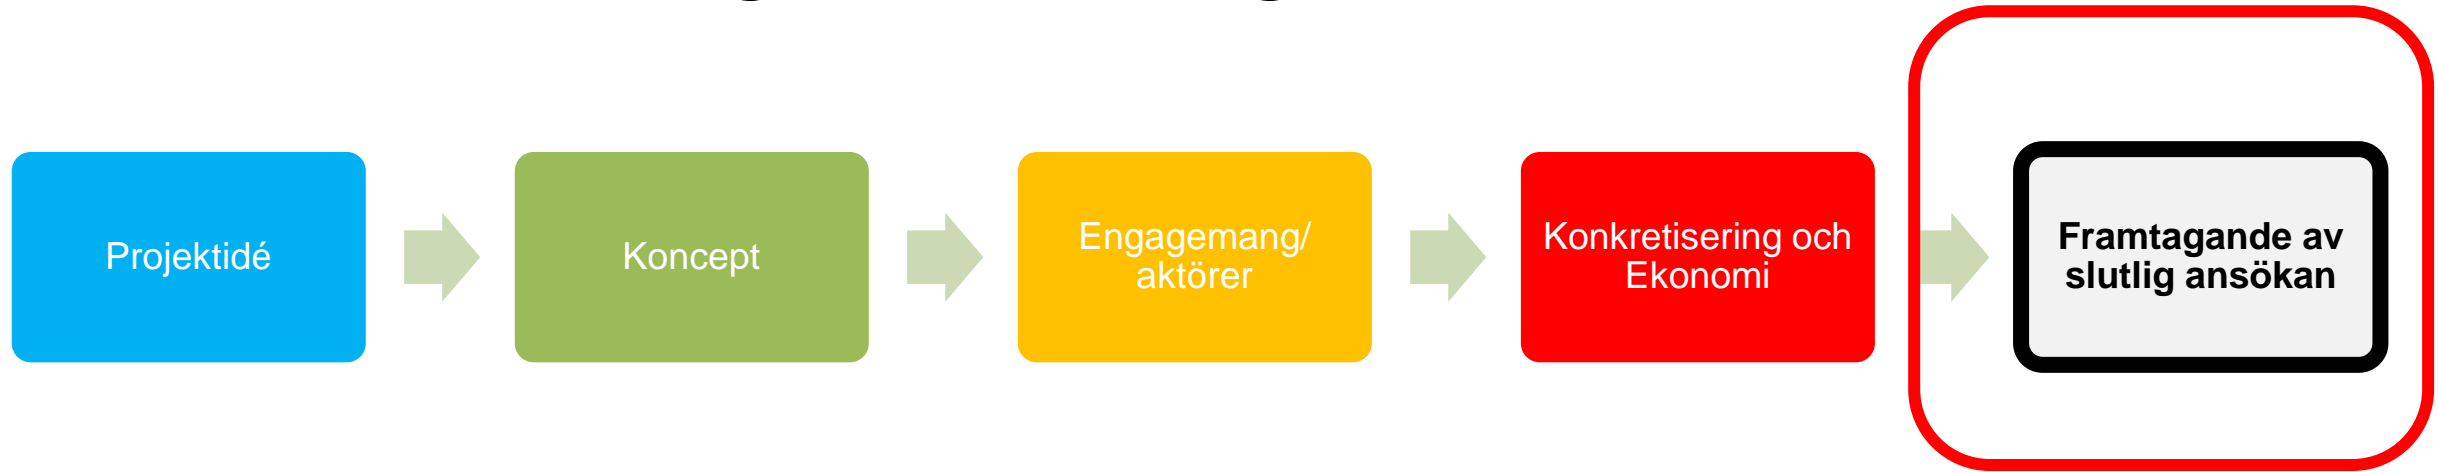 Projektidé
Koncept
Engagemang/
aktörer
Konkretisering och
Ekonomi
Framtagande av
slutlig ansökan